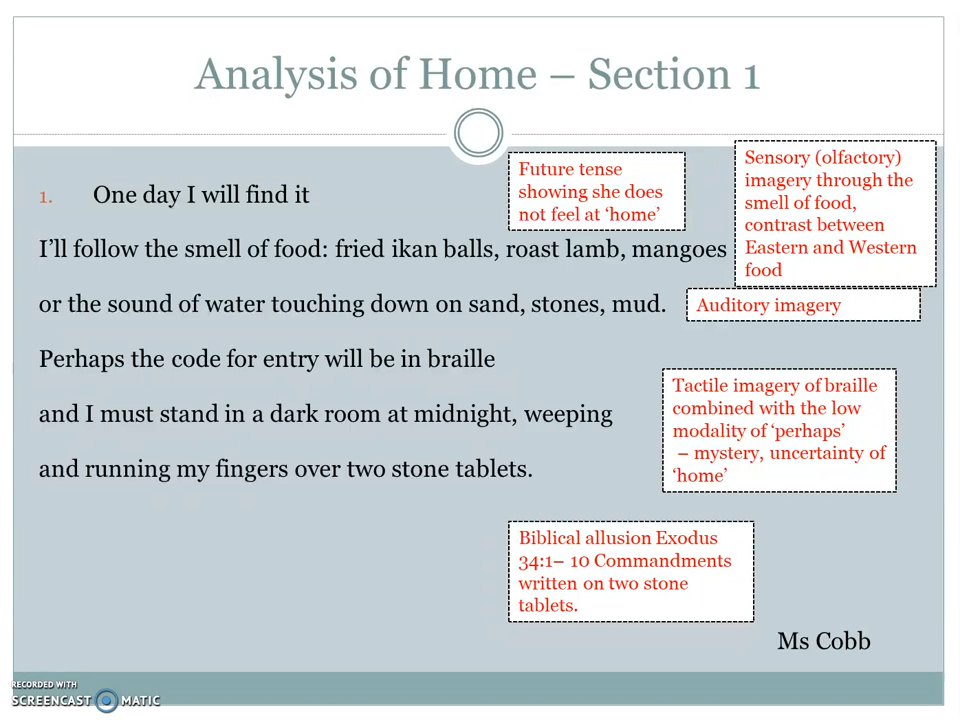 Analysis of Home – Section 1
Future tense
showing she does
not feel at ‘home’
Sensory (olfactory)
imagery through the
smell of food,
contrast between
Eastern and Western
food
1. One day I will find it
I’ll follow the smell of food: fried ikan balls, roast lamb, mangoes
or the sound of water touching down on sand, stones, mud.
Auditory imagery
Perhaps the code for entry will be in braille
and I must stand in a dark room at midnight, weeping
and running my fingers over two stone tablets.
Tactile imagery of braille
combined with the low
modality of ‘perhaps’
– mystery, uncertainty of
‘home’
Biblical allusion Exodus
34:1– 10 Commandments
written on two stone
tablets.
Ms Cobb
RECORDED WITH
SCREENCAST MATIC